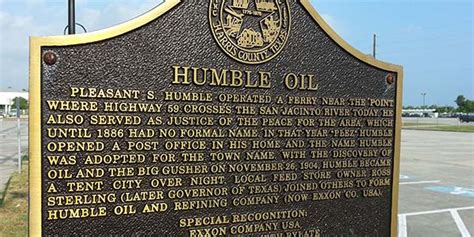 HARRIS COUNTY, TEXAS
HUMBLE OIL
PLEASANT S. HUMBLE OPERATED A FERRY NEAR THE POINT
WHERE HIGHWAY 59 CROSSES THE SAN JACINTO RIVER TODAY. HE
ALSO SERVED AS JUSTICE OF THE PEACE FOR THE AREA, WHICH
UNTIL 1886 HAD NO FORMAL NAME. IN THAT YEAR "PLEZ" HUMBLE
OPENED A POST OFFICE IN HIS HOME AND THE NAME HUMBLE
WAS ADOPTED FOR THE TOWN NAME. WITH THE DISCOVERY
OIL AND THE BIG GUSHER ON NOVEMBER 26, 1904, HUMBLE BECAME
A TENT CITY OVER NIGHT. LOCAL FEED STORE OWNER ROSS
STERLING (LATER GOVERNOR OF TEXAS) JOINED OTHERS TO FORM
HUMBLE OIL AND REFINING COMPANY (NOW EXXON CO. USA).
SPECIAL RECOGNITION:
EXXON COMPANY USA